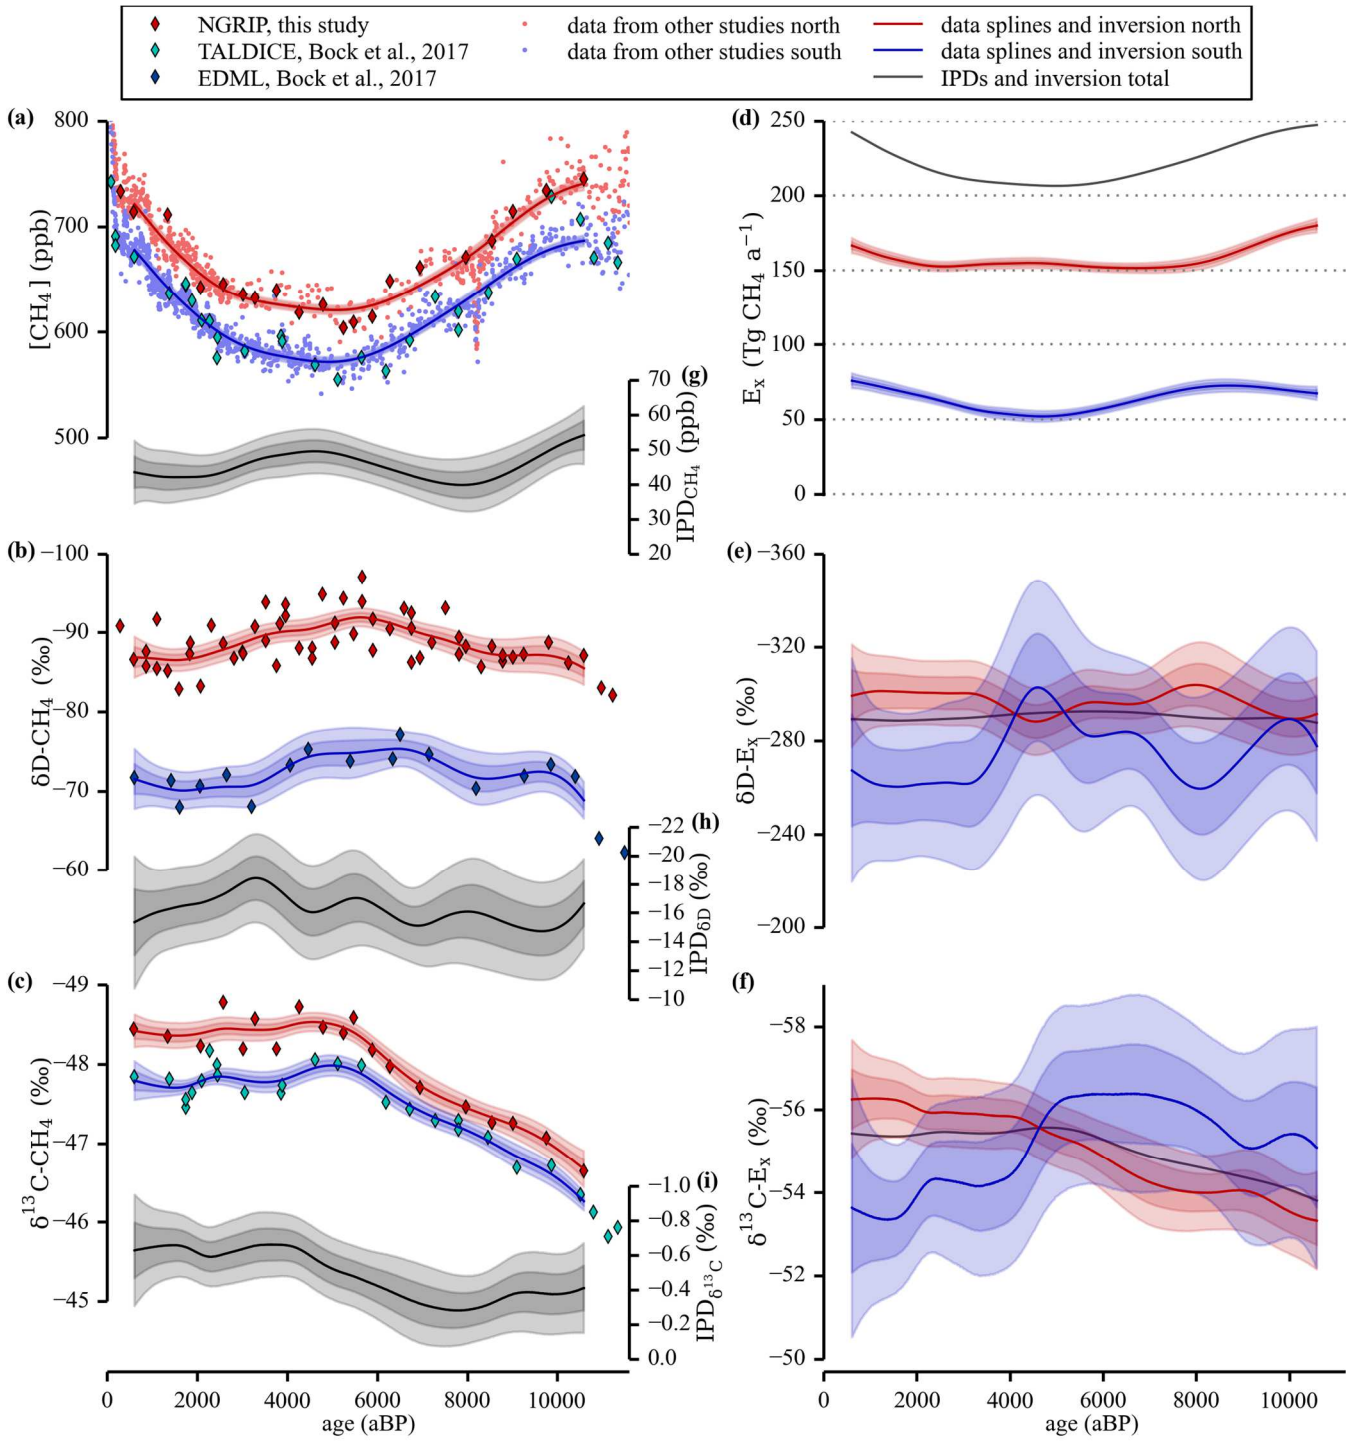 NGRIP, this study
TALDICE, Bock et al., 2017
EDML, Bock et al., 2017
data from other studies north
data from other studies south
data splines and inversion north
data splines and inversion south
IPDs and inversion total
(a)
800
700
600
500
[CH₄] (ppb)
(g)
70
60
50
40
30
20
IPD_CH₄ (ppb)
(b)
−100
−90
−80
−70
−60
δD-CH₄ (‰)
(h)
−22
−20
−18
−16
−14
−12
−10
IPD_δD (‰)
(c)
−49
−48
−47
−46
−45
δ¹³C-CH₄ (‰)
(i)
−1.0
−0.8
−0.6
−0.4
−0.2
0.0
IPD_δ¹³C (‰)
0 2000 4000 6000 8000 10000
age (aBP)
(d)
250
200
150
100
50
0
Eₓ (Tg CH₄ a⁻¹)
(e)
−360
−320
−280
−240
−200
δD-Eₓ (‰)
(f)
−58
−56
−54
−52
−50
δ¹³C-Eₓ (‰)
0 2000 4000 6000 8000 10000
age (aBP)